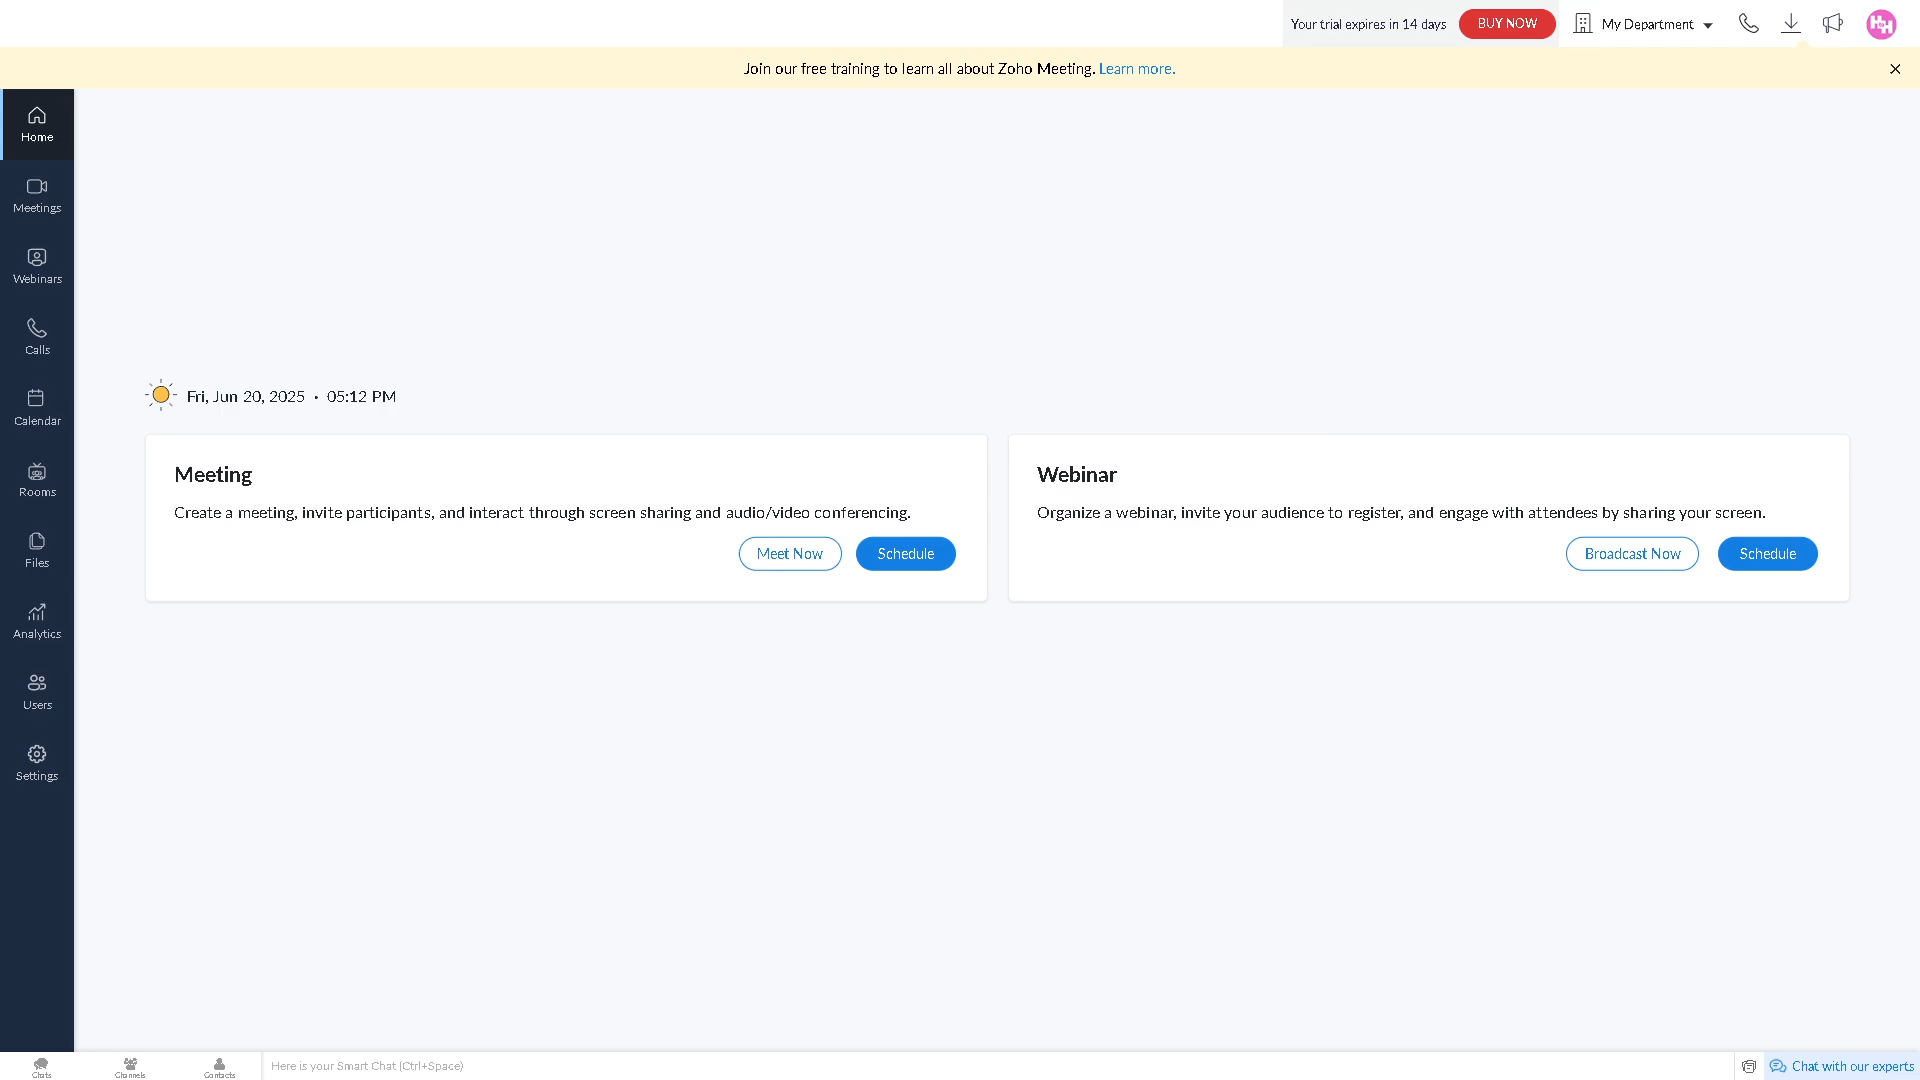 Your trial expires in 14 days
BUY NOW
My Department
Join our free training to learn all about Zoho Meeting. Learn more.
Home
Meetings
Webinars
Calls
Calendar
Rooms
Files
Analytics
Users
Settings
Fri, Jun 20, 2025 • 05:12 PM
Meeting
Create a meeting, invite participants, and interact through screen sharing and audio/video conferencing.
Meet Now
Schedule
Webinar
Organize a webinar, invite your audience to register, and engage with attendees by sharing your screen.
Broadcast Now
Schedule
Chats
Channels
Contacts
Here is your Smart Chat (Ctrl+Space)
Chat with our experts